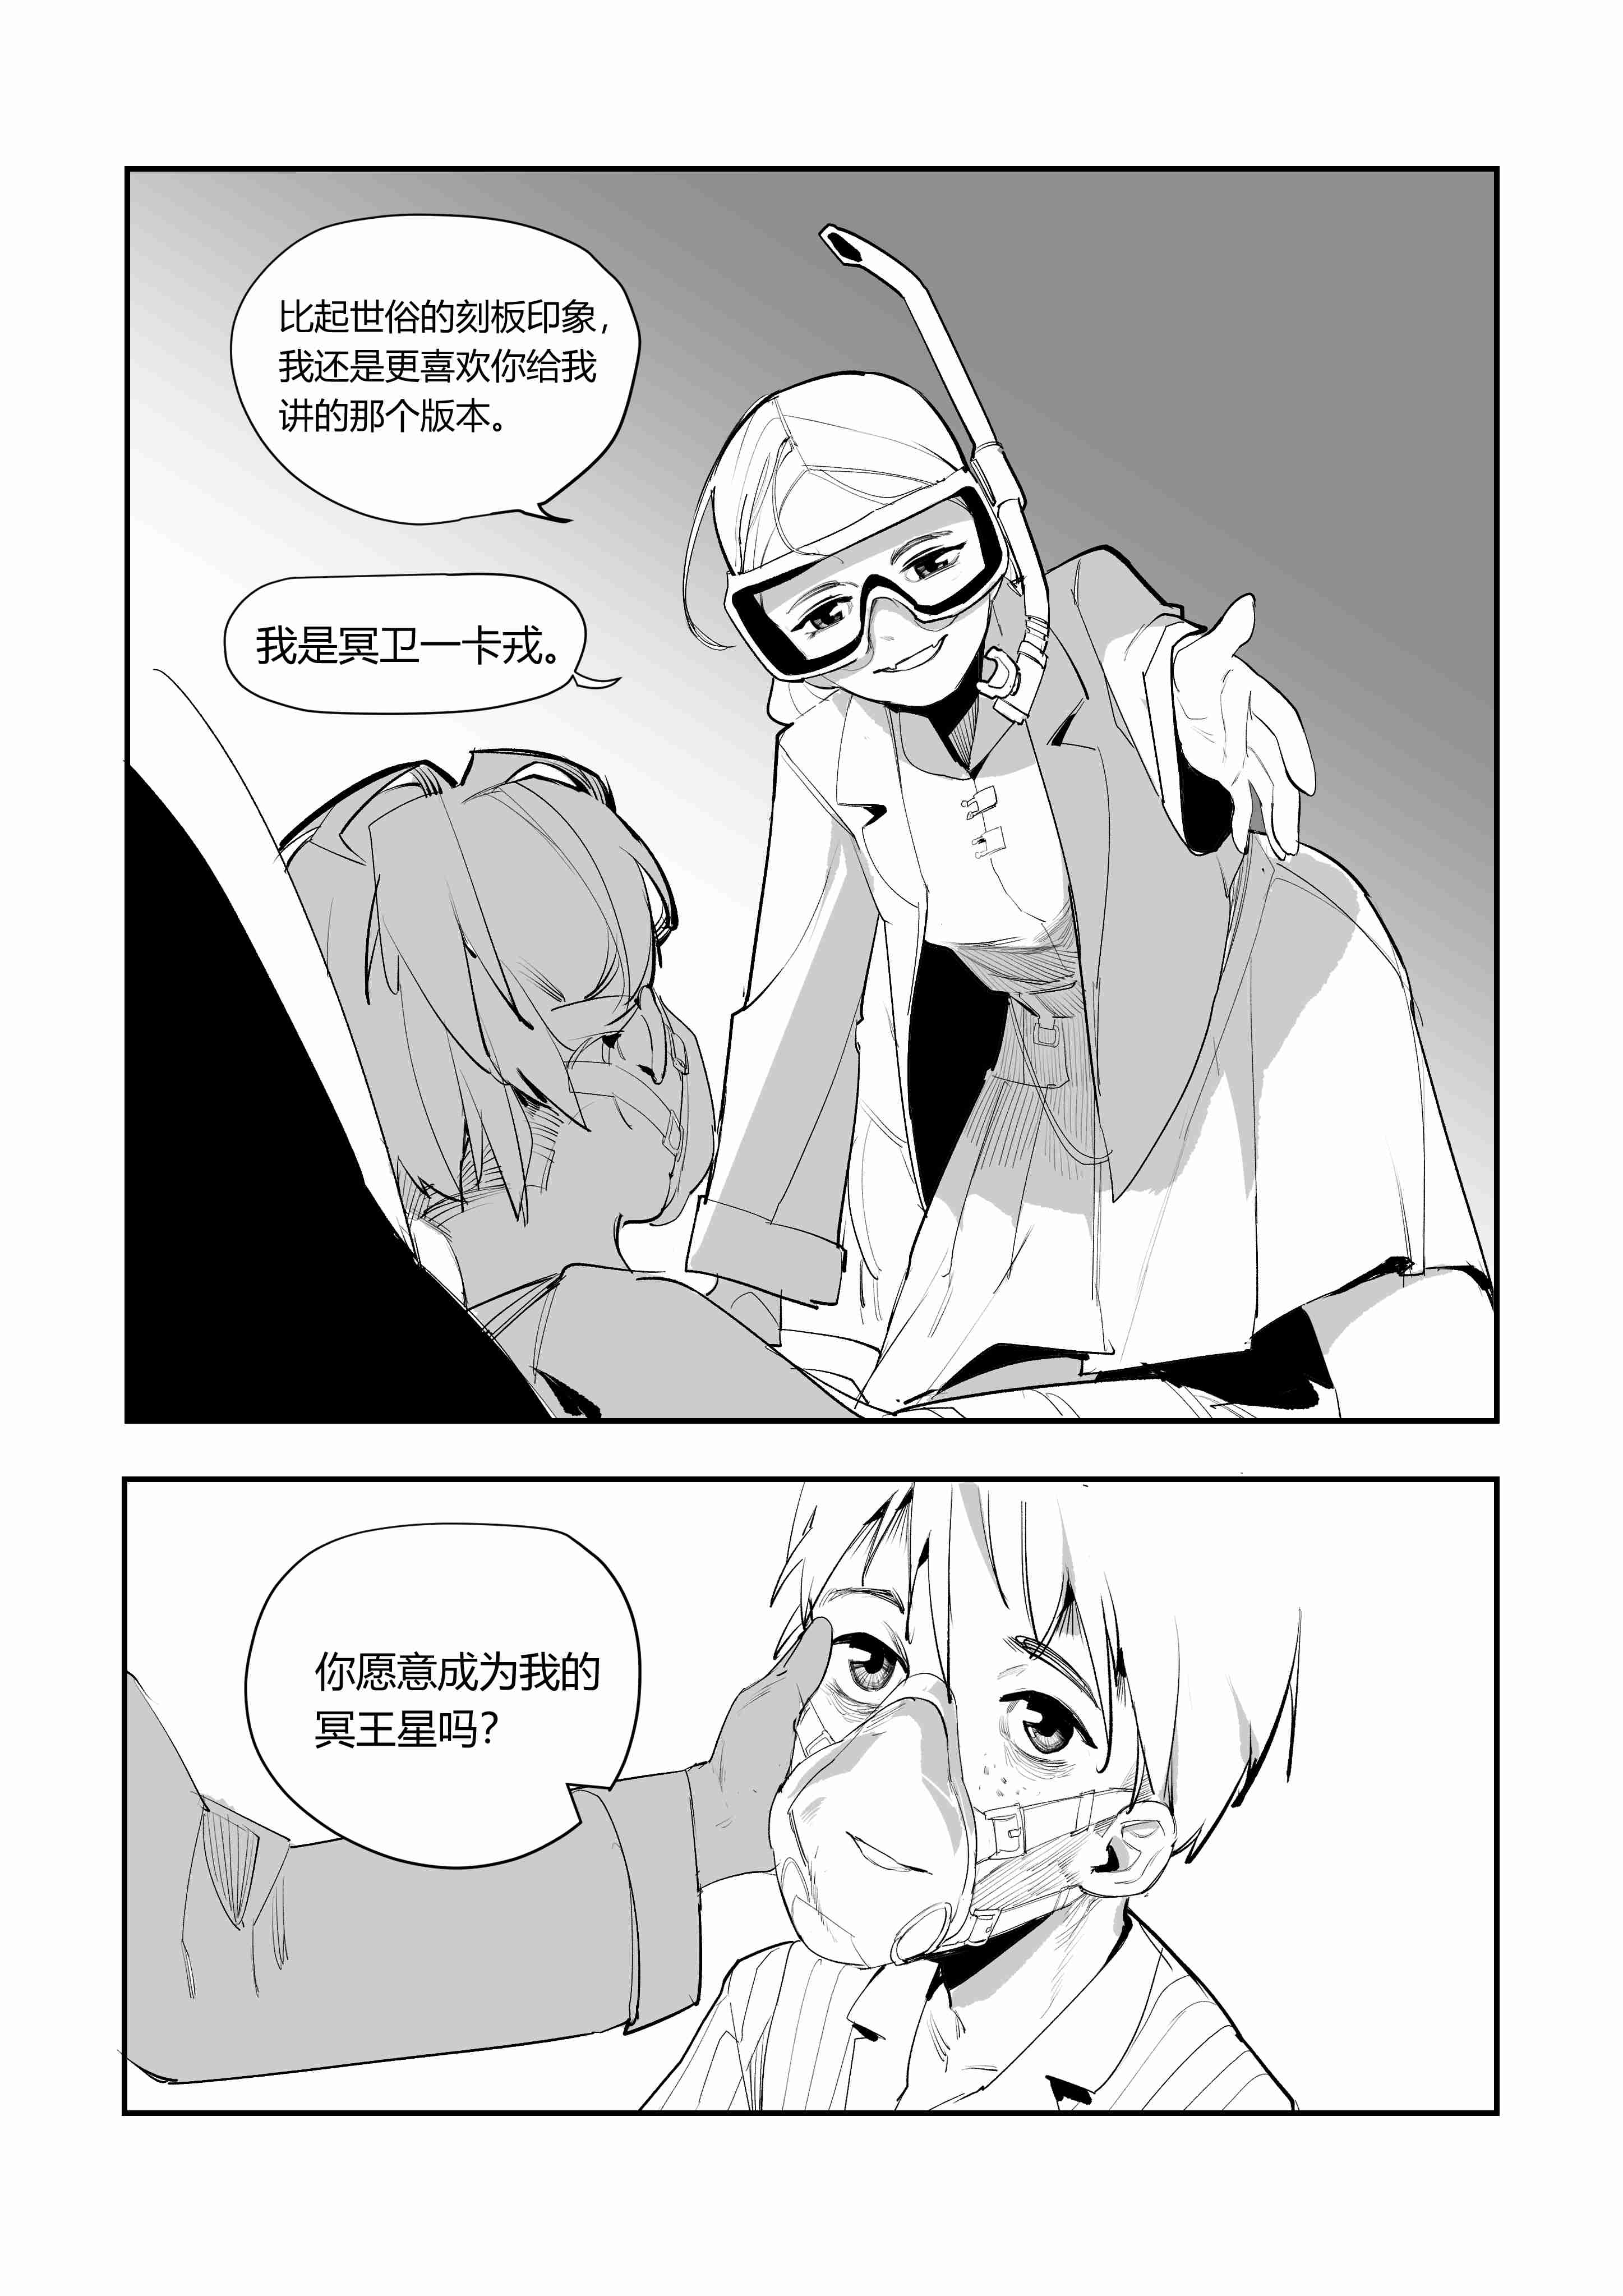 比起世俗的刻板印象，
我还是更喜欢你给我
讲的那个版本。
我是冥卫一卡戎。
你愿意成为我的
冥王星吗？